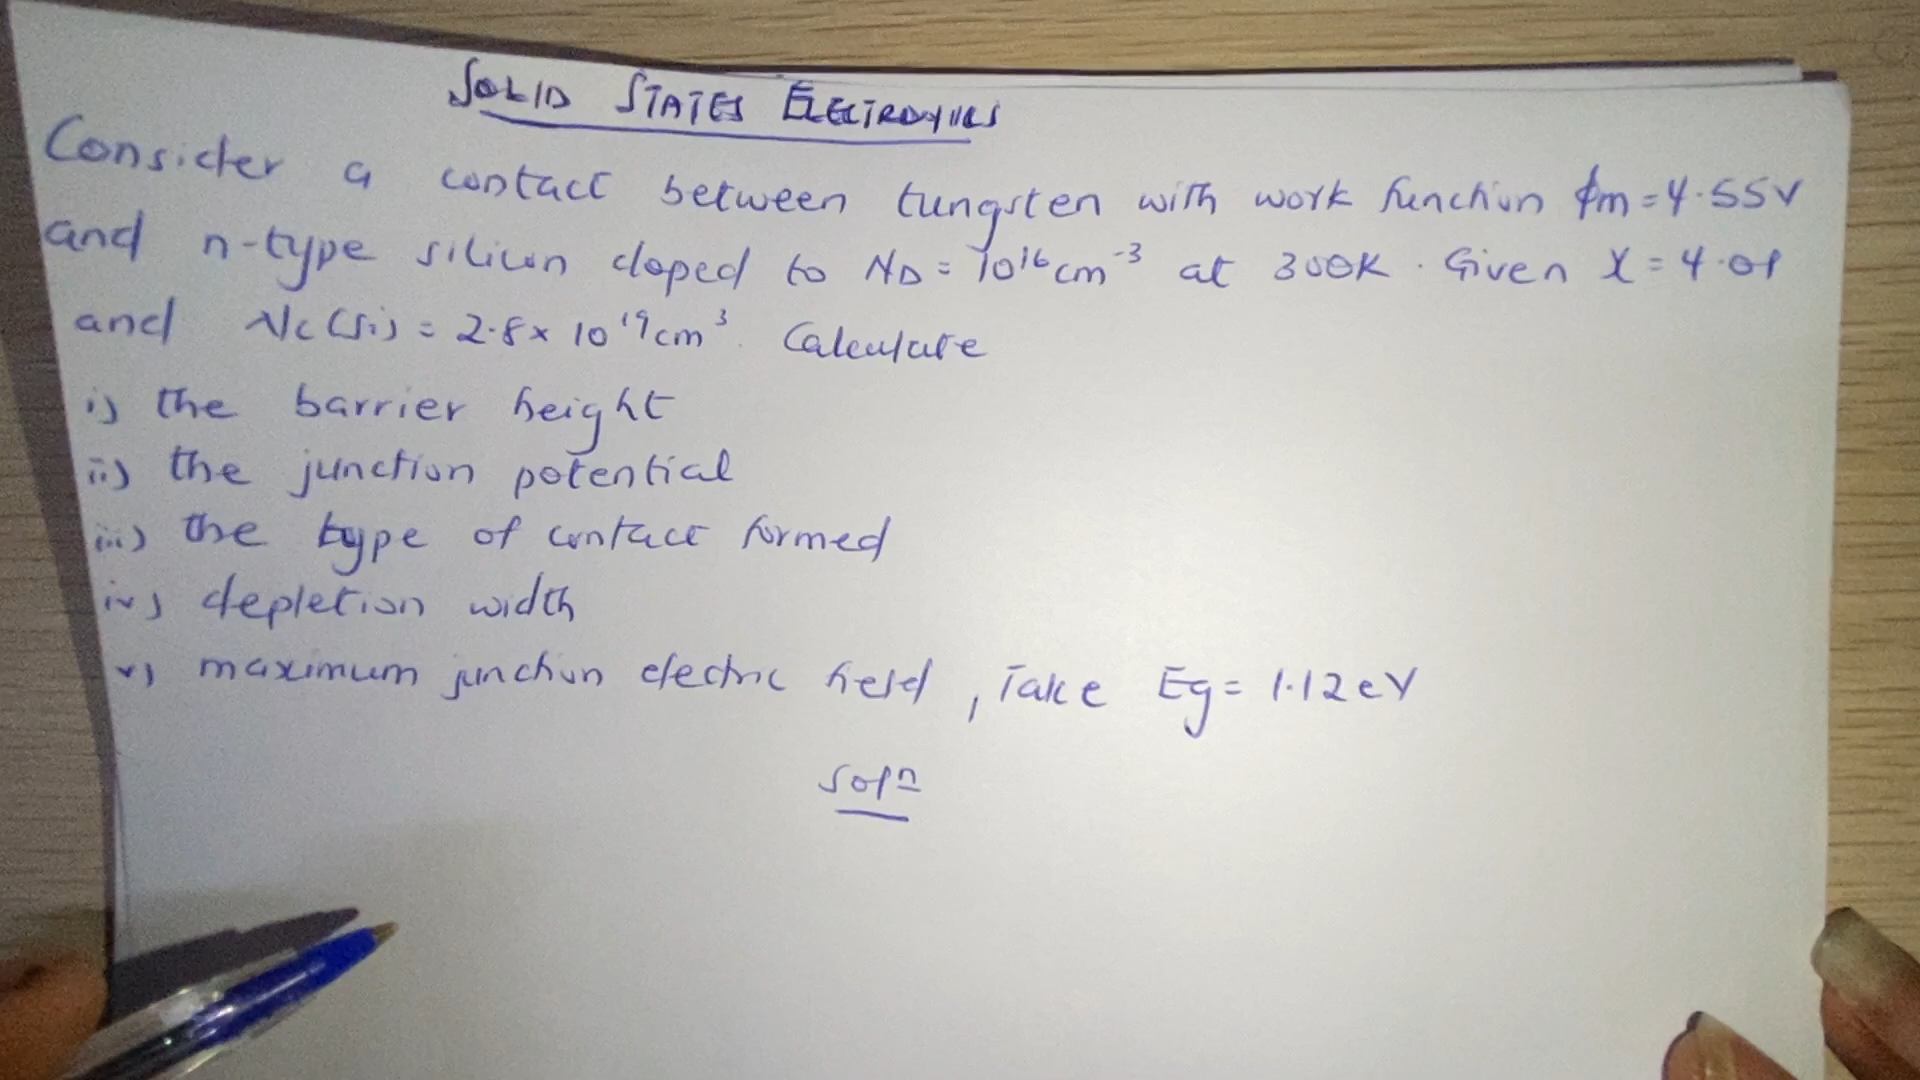 SOLID STATES ELECTRONICS
Consider a contact between tungsten with work function ϕm = 4.55V
and n-type silicon doped to ND = 10¹⁶cm⁻³ at 300K. Given X = 4.01
and Nc(Si) = 2.8 x 10¹⁹cm³. Calculate
i) the barrier height
ii) the junction potential
iii) the type of contact formed
iv) depletion width
v) maximum junction electric field, Take Eg = 1.12eV
Solⁿ